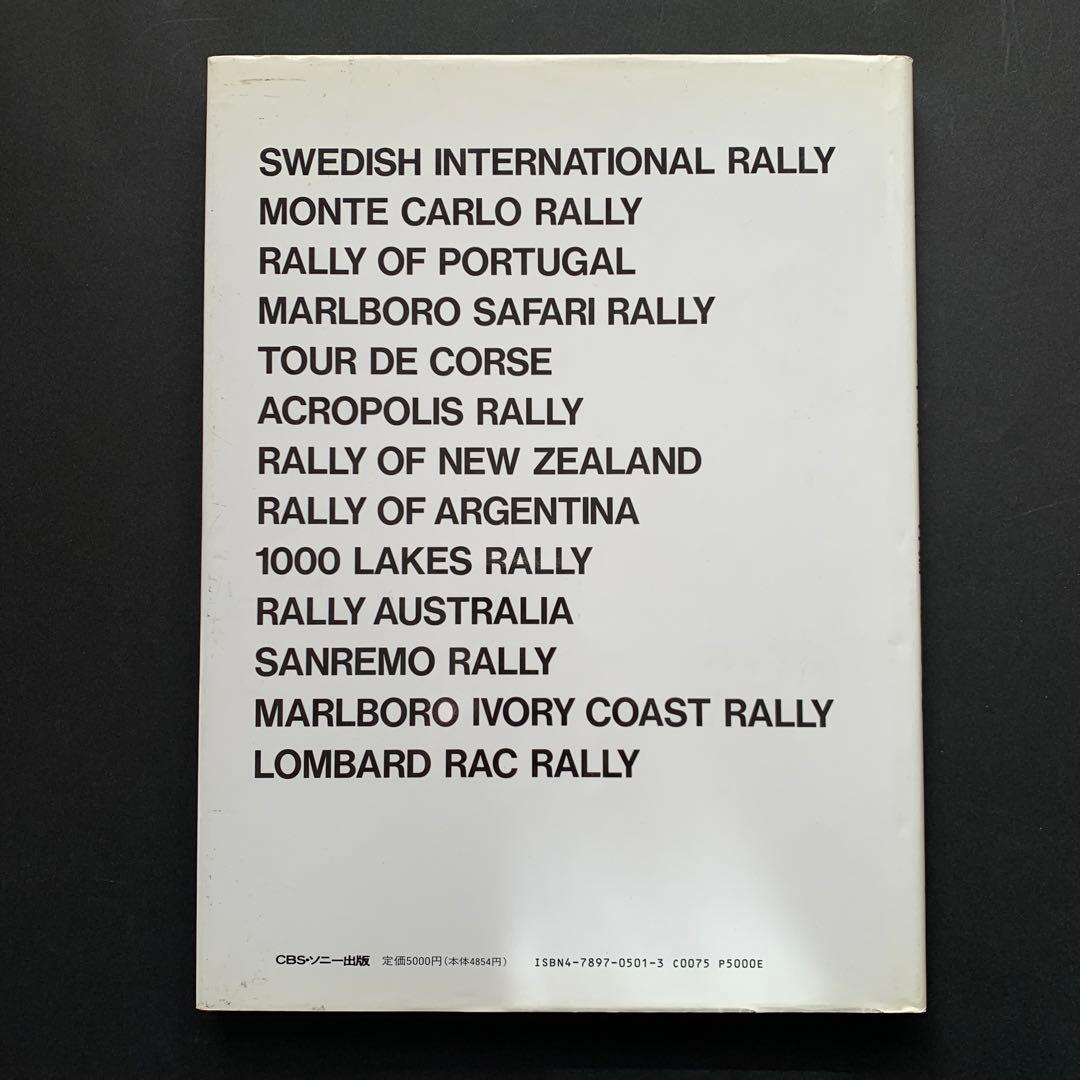 SWEDISH INTERNATIONAL RALLY
MONTE CARLO RALLY
RALLY OF PORTUGAL
MARLBORO SAFARI RALLY
TOUR DE CORSE
ACROPOLIS RALLY
RALLY OF NEW ZEALAND
RALLY OF ARGENTINA
1000 LAKES RALLY
RALLY AUSTRALIA
SANREMO RALLY
MARLBORO IVORY COAST RALLY
LOMBARD RAC RALLY
CBS・ソニー出版 定価5000円(本体4854円) ISBN4-7897-0501-3 C0075 P5000E